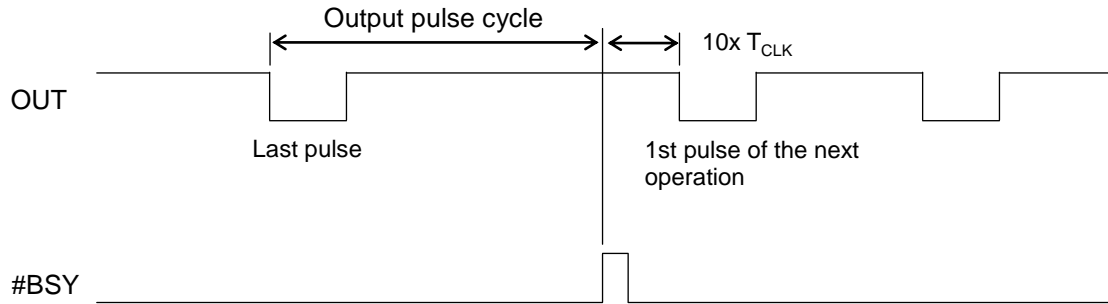 Output pulse cycle
10x TCLK
OUT
Last pulse
1st pulse of the next
operation
#BSY